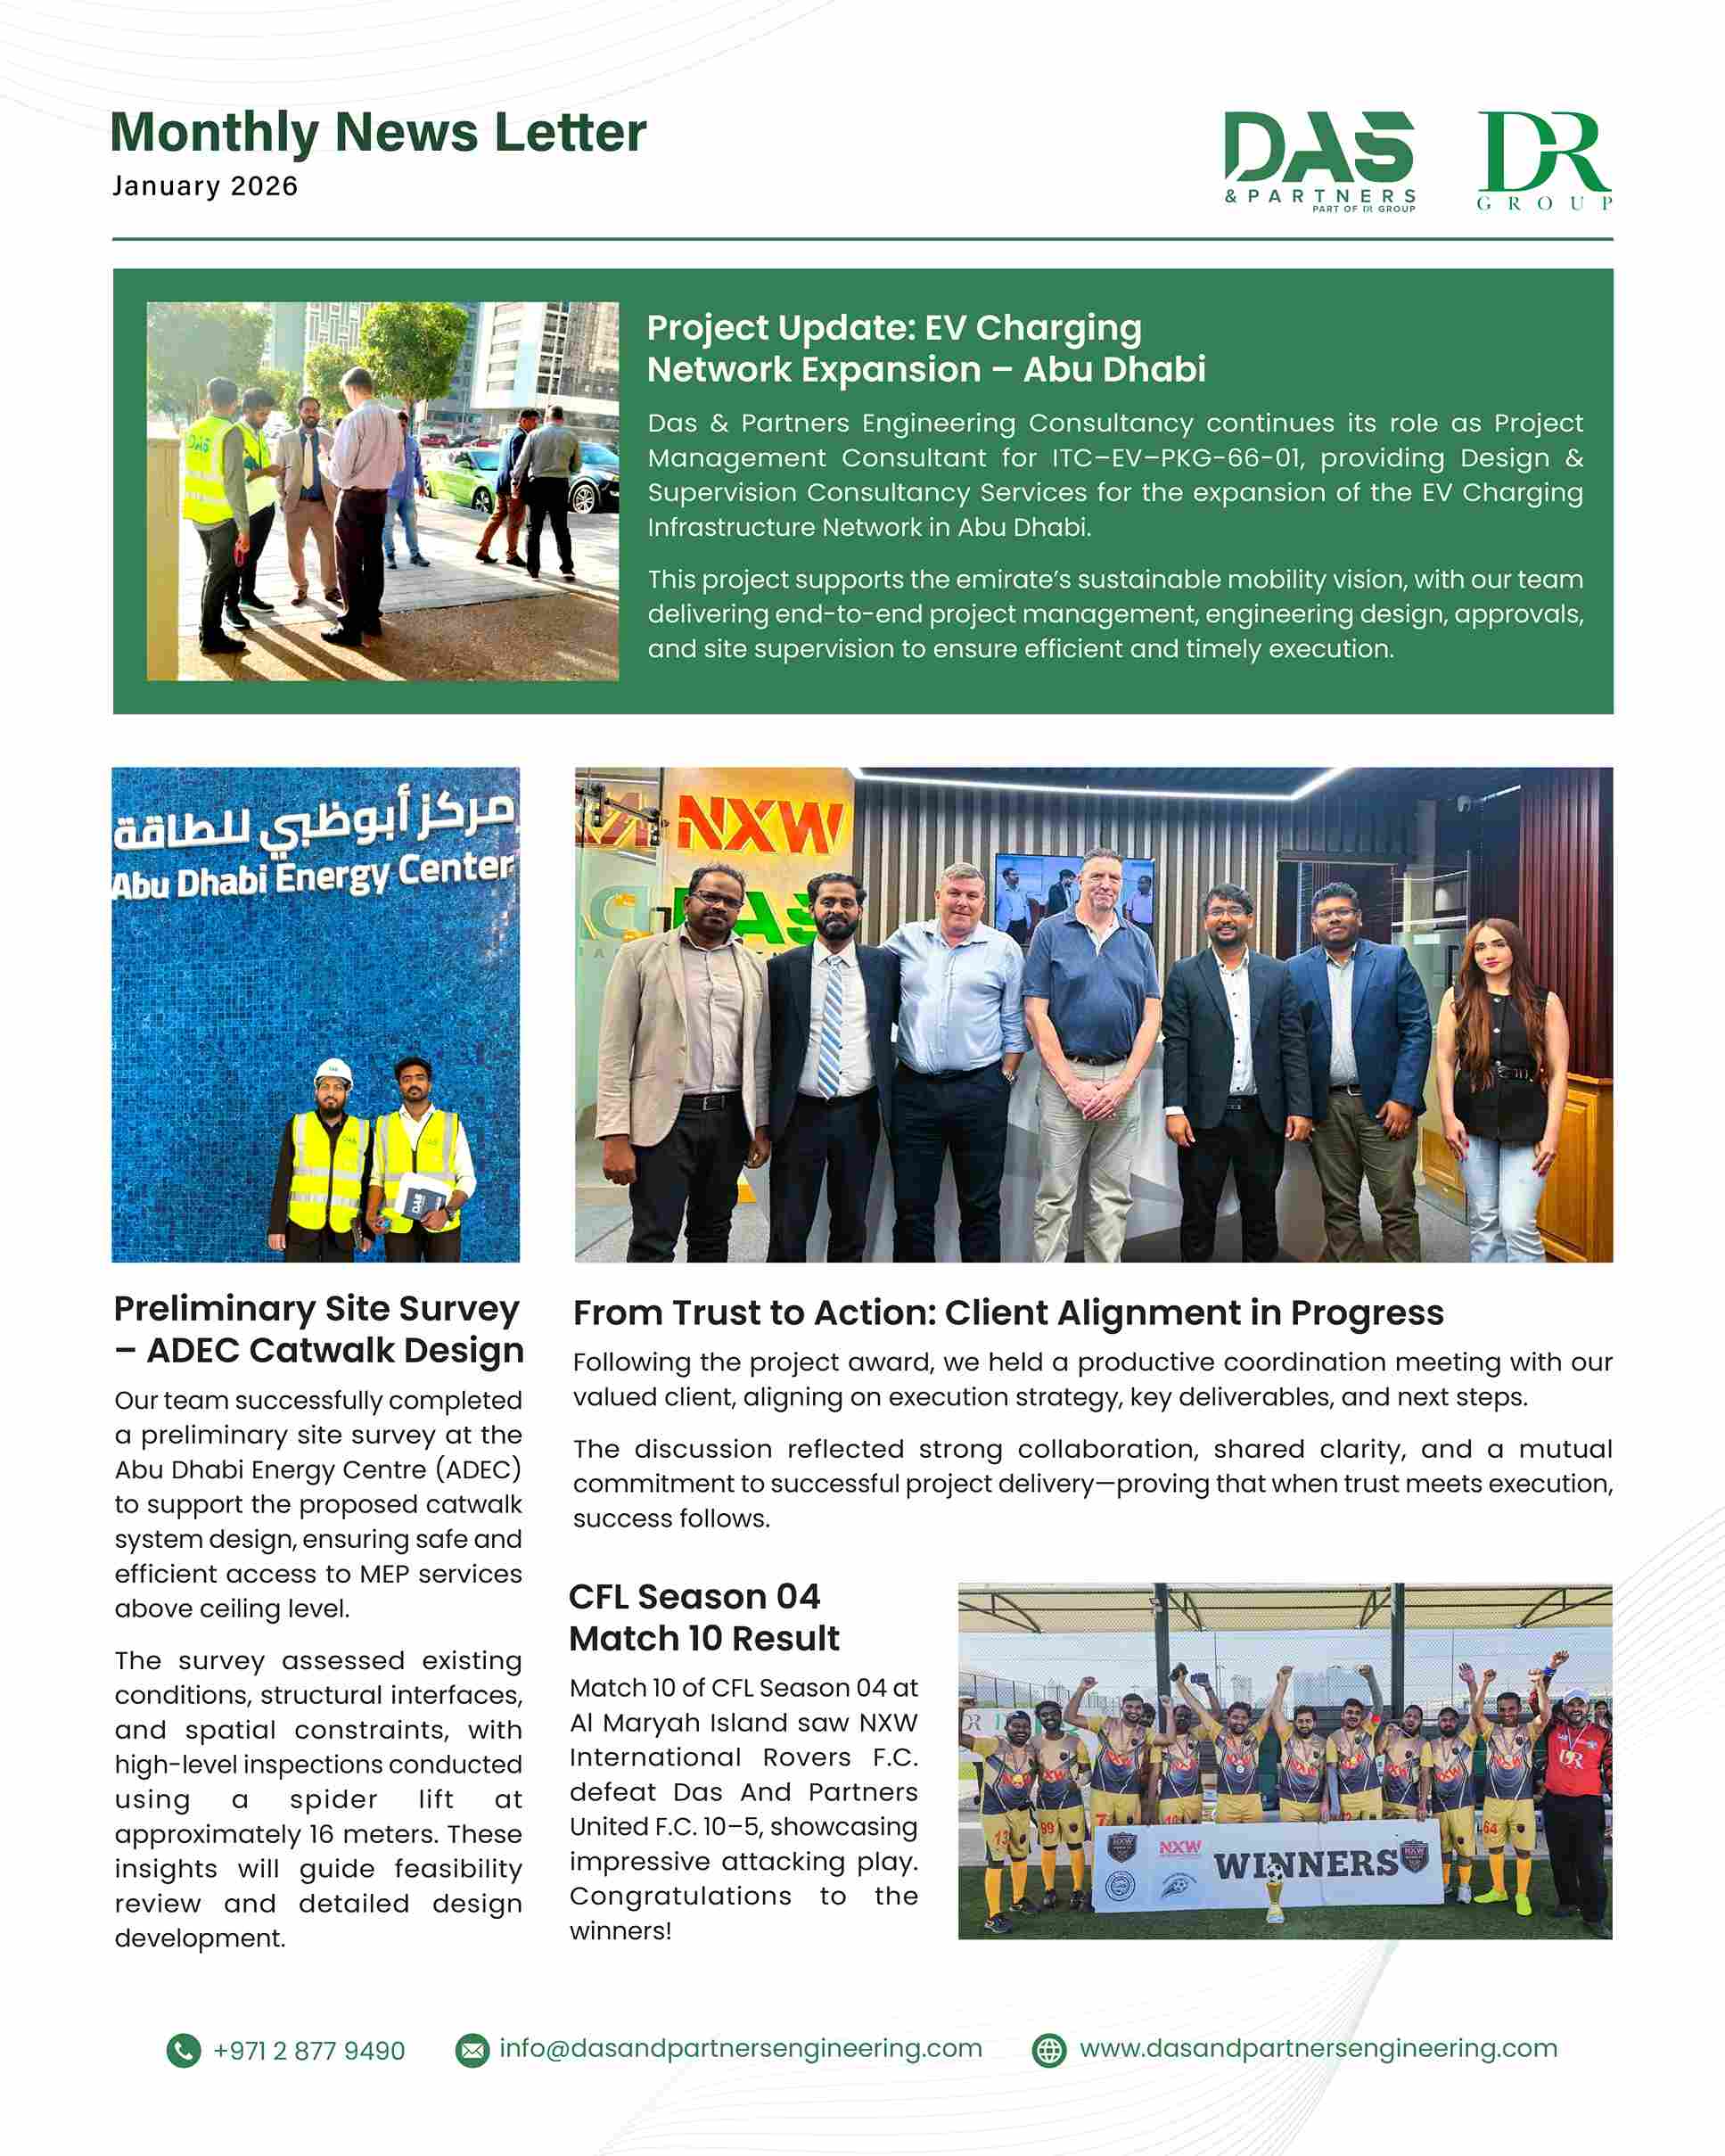 Monthly News Letter
January 2026
DAS
& PARTNERS
PART OF DR GROUP
DR
GROUP
DAS
Project Update: EV Charging
Network Expansion – Abu Dhabi
Das & Partners Engineering Consultancy continues its role as Project
Management Consultant for ITC–EV–PKG-66-01, providing Design &
Supervision Consultancy Services for the expansion of the EV Charging
Infrastructure Network in Abu Dhabi.
This project supports the emirate's sustainable mobility vision, with our team
delivering end-to-end project management, engineering design, approvals,
and site supervision to ensure efficient and timely execution.
مركز أبوظبي للطاقة
Abu Dhabi Energy Center
DAS
NXW
DAS
Preliminary Site Survey
– ADEC Catwalk Design
Our team successfully completed
a preliminary site survey at the
Abu Dhabi Energy Centre (ADEC)
to support the proposed catwalk
system design, ensuring safe and
efficient access to MEP services
above ceiling level.
The survey assessed existing
conditions, structural interfaces,
and spatial constraints, with
high-level inspections conducted
using a spider lift at
approximately 16 meters. These
insights will guide feasibility
review and detailed design
development.
From Trust to Action: Client Alignment in Progress
Following the project award, we held a productive coordination meeting with our
valued client, aligning on execution strategy, key deliverables, and next steps.
The discussion reflected strong collaboration, shared clarity, and a mutual
commitment to successful project delivery—proving that when trust meets execution,
success follows.
CFL Season 04
Match 10 Result
Match 10 of CFL Season 04 at
Al Maryah Island saw NXW
International Rovers F.C.
defeat Das And Partners
United F.C. 10–5, showcasing
impressive attacking play.
Congratulations to the
winners!
DR
13
99
7
64
NXW
WINNERS
+971 2 877 9490
info@dasandpartnersengineering.com
www.dasandpartnersengineering.com